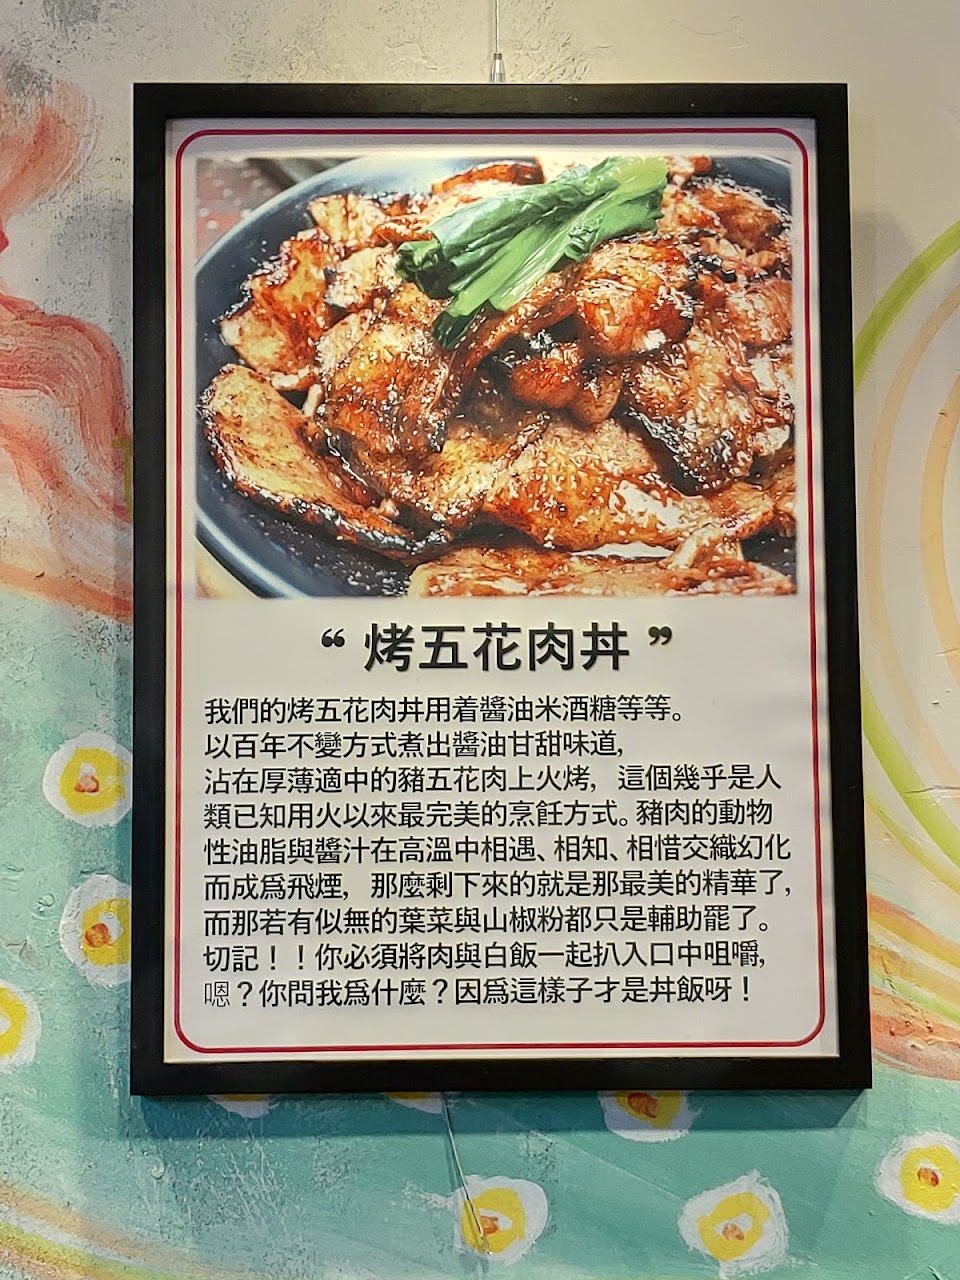 “ 烤五花肉丼 ”
我們的烤五花肉丼用着醬油米酒糖等等。
以百年不變方式煮出醬油甘甜味道,
沾在厚薄適中的豬五花肉上火烤, 這個幾乎是人
類已知用火以來最完美的烹飪方式。豬肉的動物
性油脂與醬汁在高溫中相遇、相知、相惜交織幻化
而成爲飛煙, 那麼剩下來的就是那最美的精華了,
而那若有似無的葉菜與山椒粉都只是輔助罷了。
切記!!你必須將肉與白飯一起扒入口中咀嚼,
嗯?你問我爲什麼?因爲這樣子才是丼飯呀!